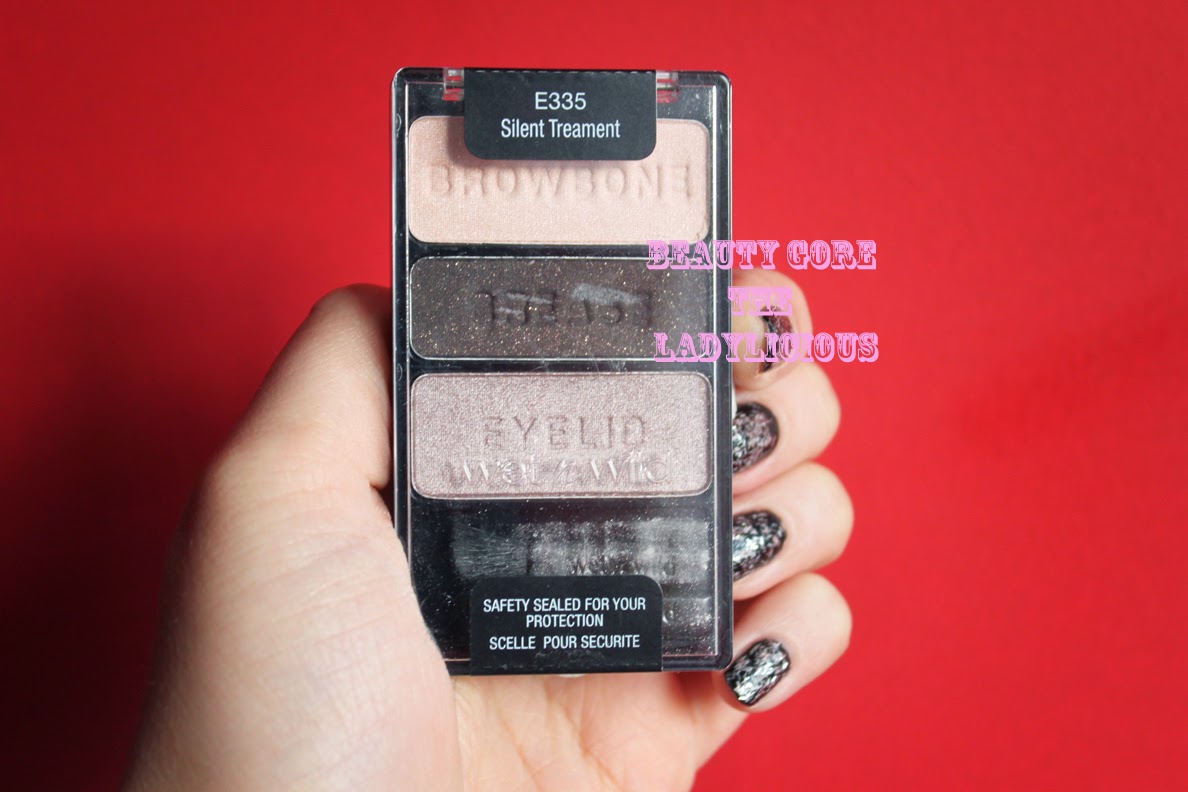 E335
Silent Treament
BROWBONE
BEAUTY GORE
THE
LADYLICIOUS
CREASE
EYELID
wet n wild
SAFETY SEALED FOR YOUR
PROTECTION
SCELLE POUR SECURITE